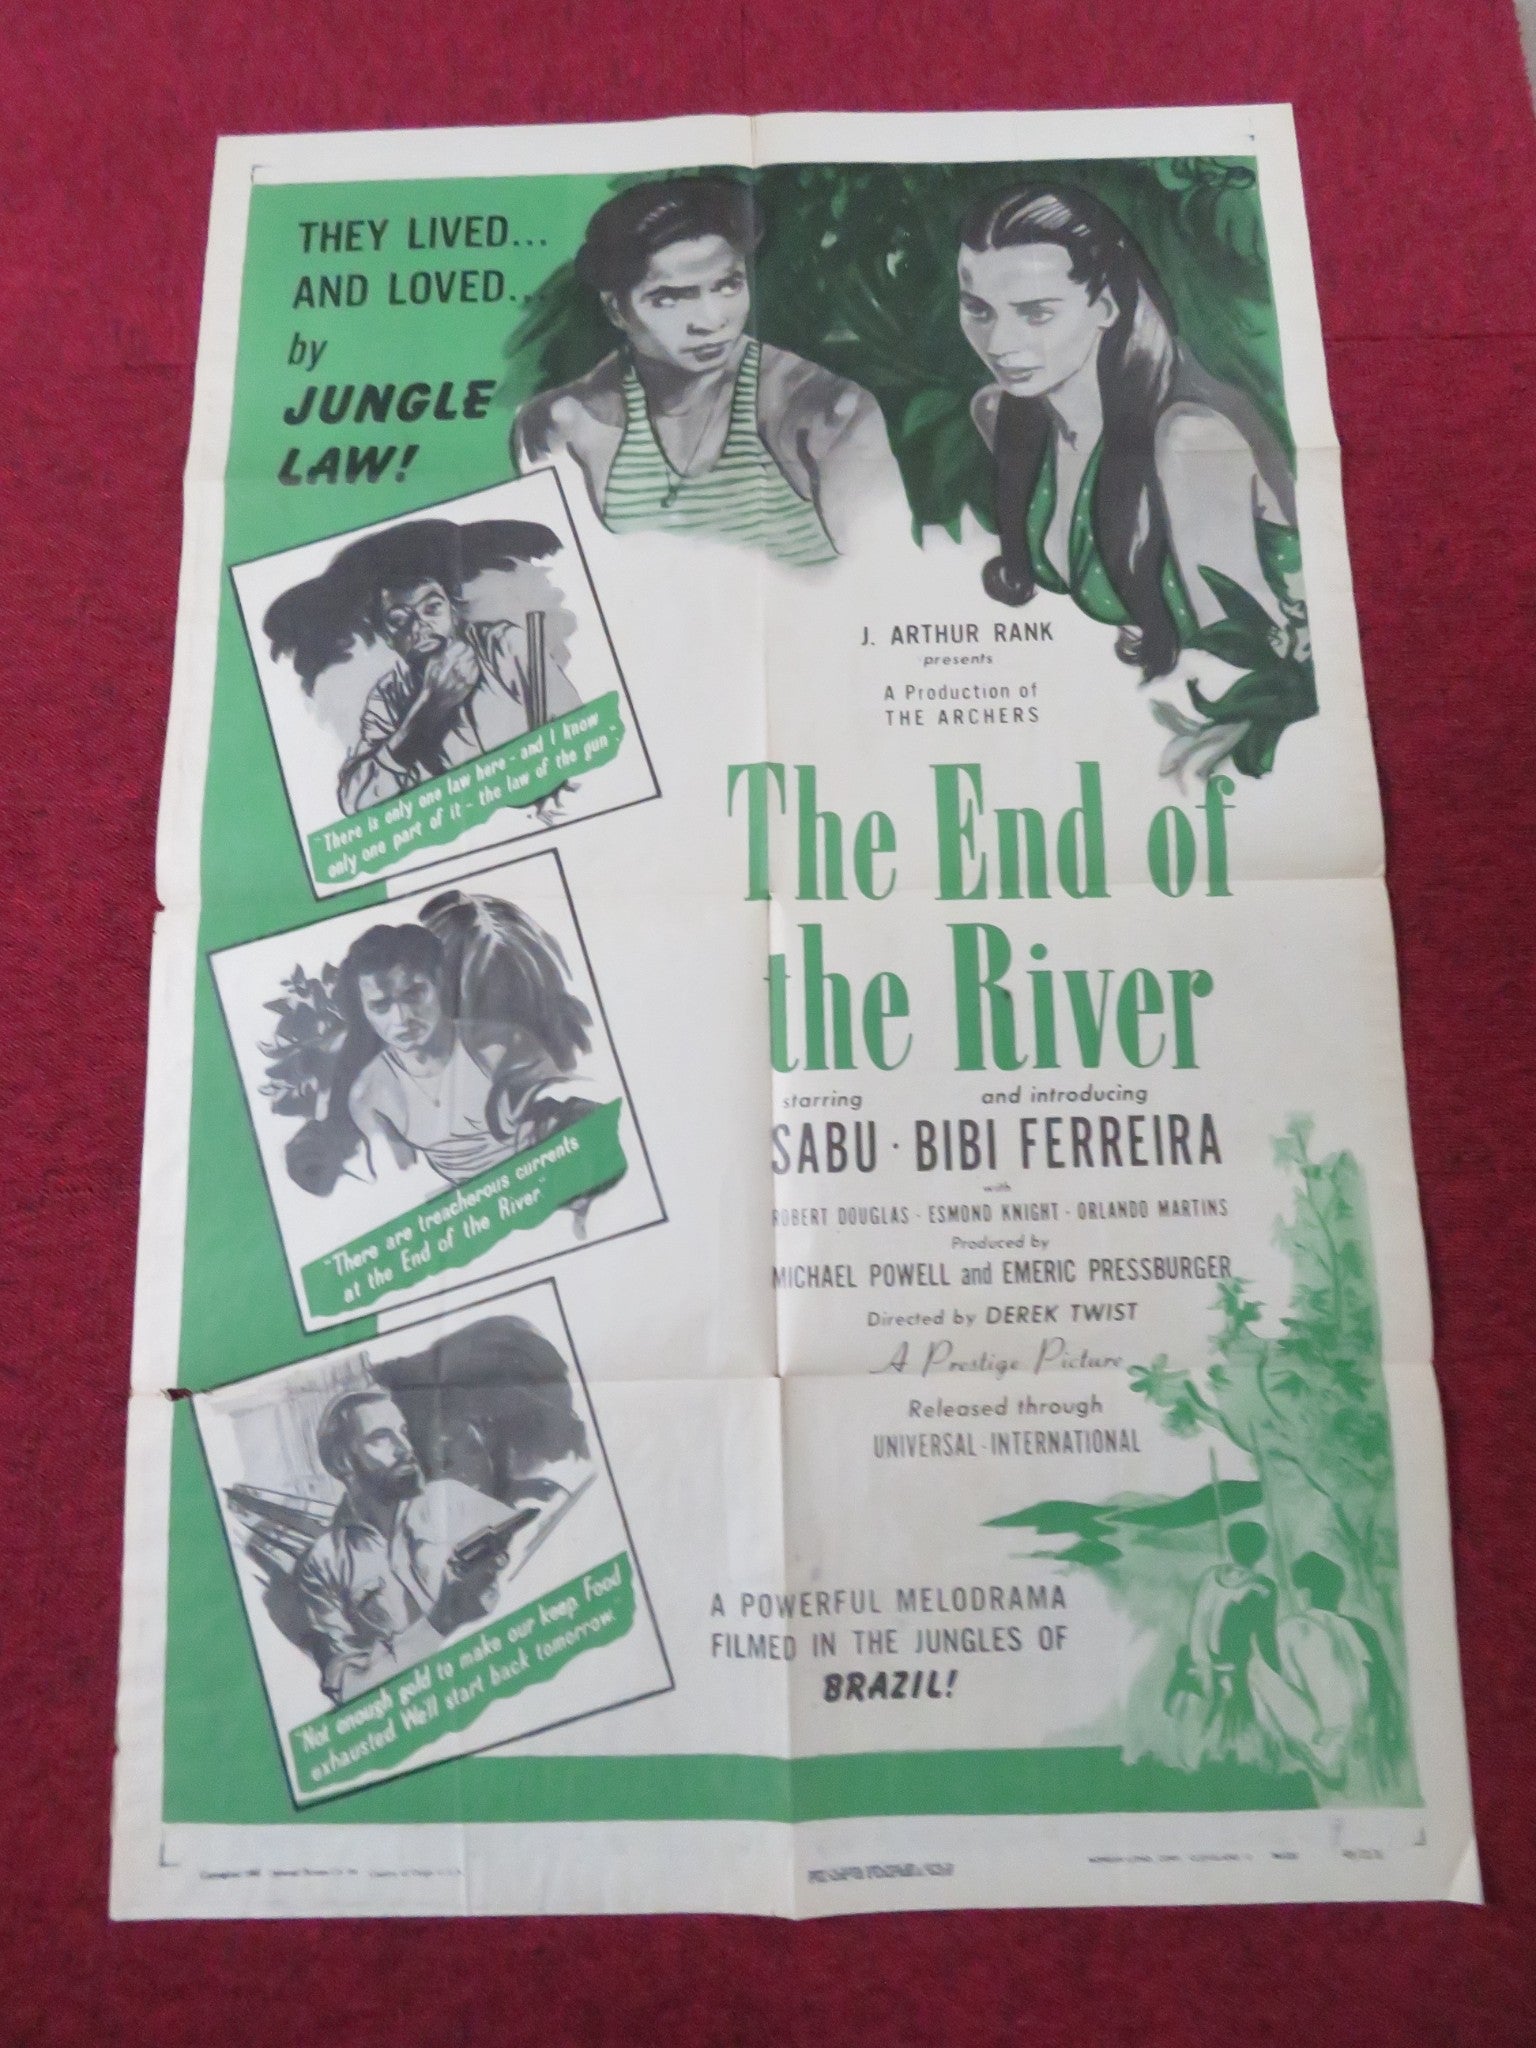 THEY LIVED...
AND LOVED...
by
JUNGLE
LAW!
"There is only one law here - and I know
only one part of it - the law of the gun".
"There are treacherous currents
at the End of the River."
"Not enough gold to make our keep. Food
exhausted. We'll start back tomorrow."
J. ARTHUR RANK
presents
A Production of
THE ARCHERS
The End of
the River
starring and introducing
SABU · BIBI FERREIRA
with
ROBERT DOUGLAS - ESMOND KNIGHT - ORLANDO MARTINS
Produced by
MICHAEL POWELL and EMERIC PRESSBURGER
Directed by DEREK TWIST
A Prestige Picture
Released through
UNIVERSAL-INTERNATIONAL
A POWERFUL MELODRAMA
FILMED IN THE JUNGLES OF
BRAZIL!